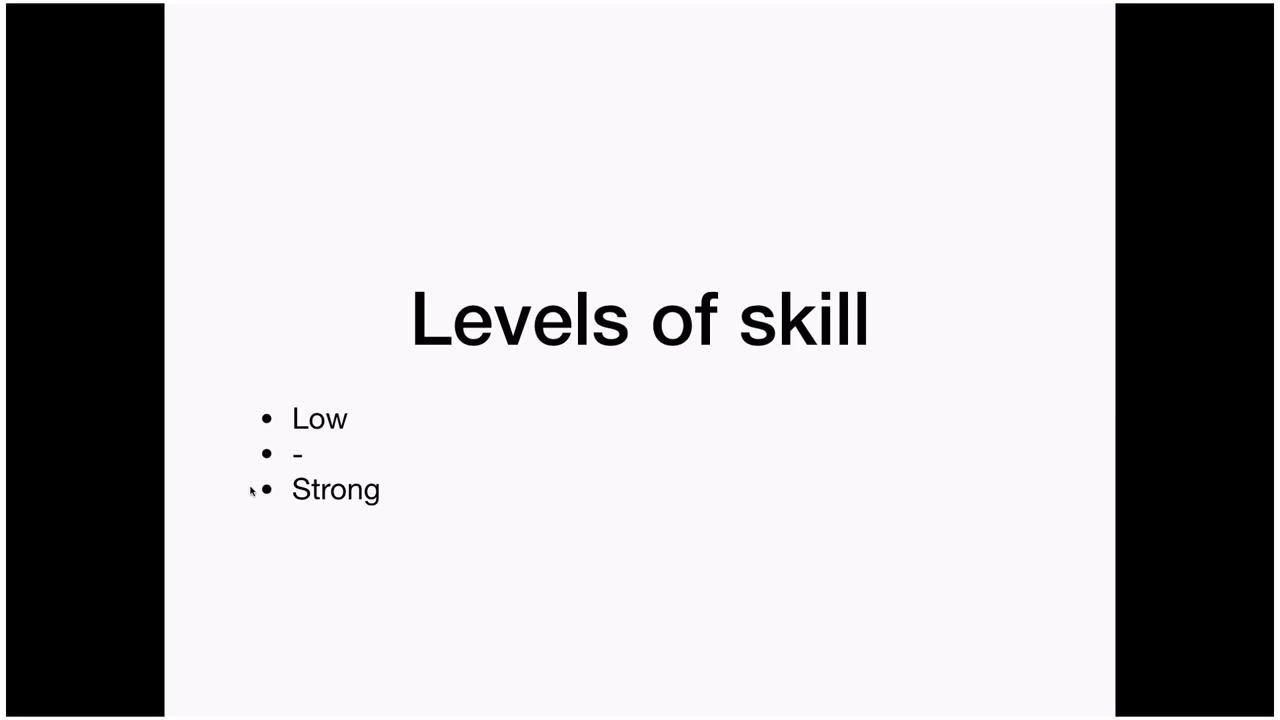 Levels of skill
• Low
• -
• Strong